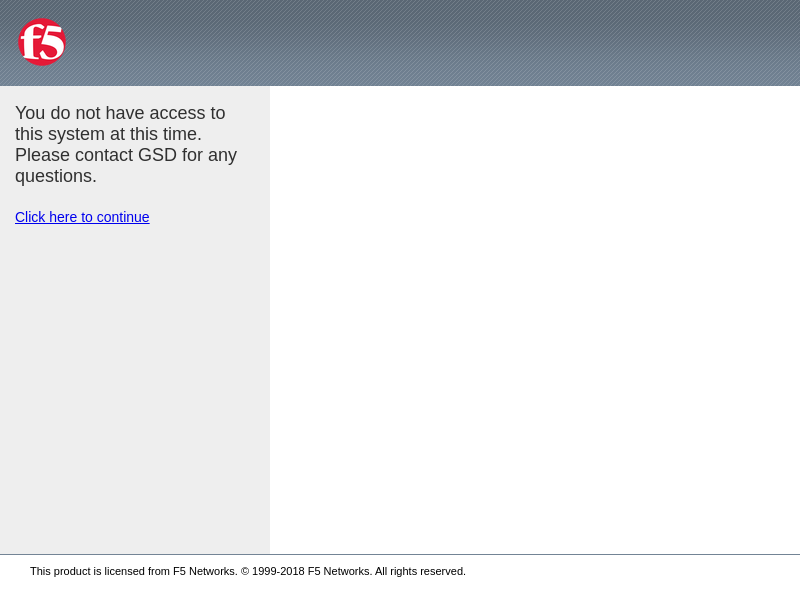 f5
You do not have access to
this system at this time.
Please contact GSD for any
questions.
Click here to continue
This product is licensed from F5 Networks. © 1999-2018 F5 Networks. All rights reserved.